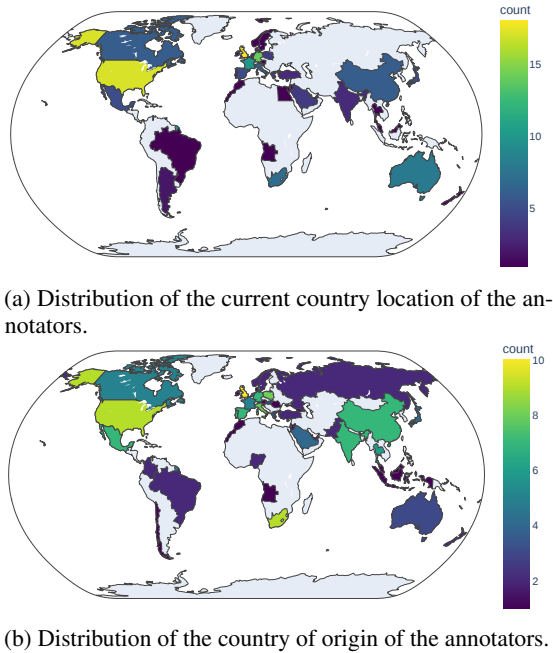 count
15
10
5
(a) Distribution of the current country location of the an-
notators.
count
10
8
6
4
2
(b) Distribution of the country of origin of the annotators.